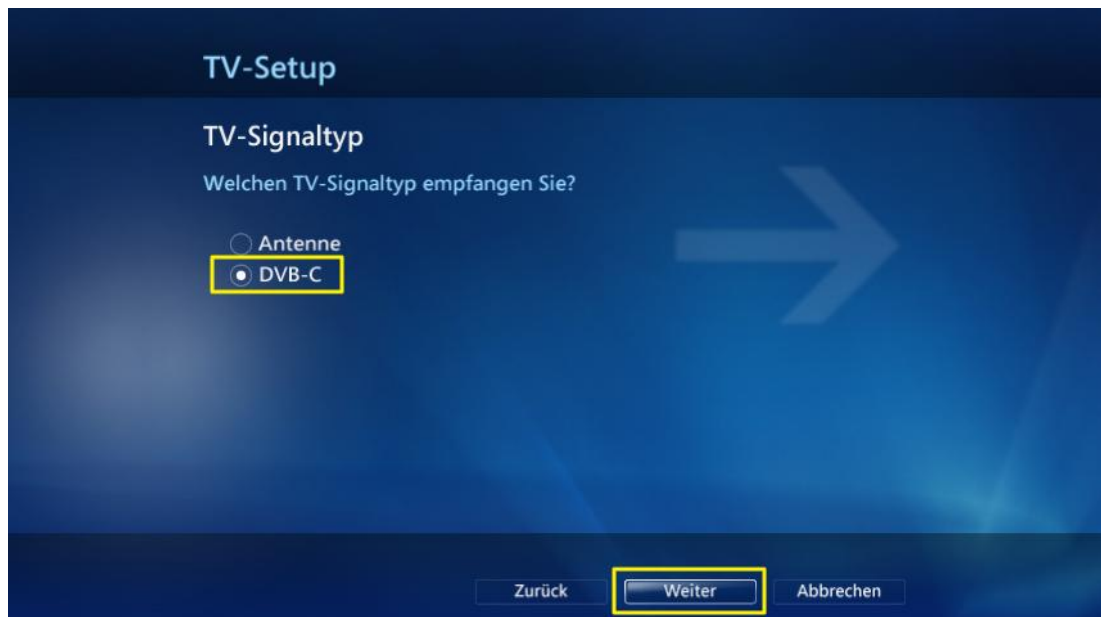 TV-Setup
TV-Signaltyp
Welchen TV-Signaltyp empfangen Sie?
Antenne
DVB-C
Zurück Weiter Abbrechen